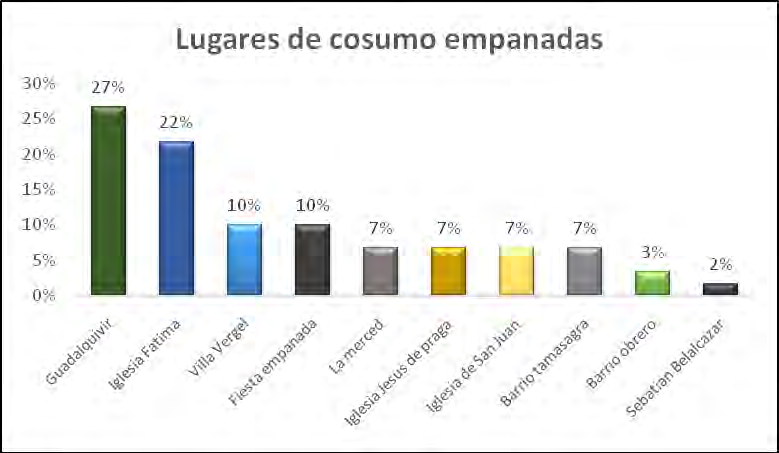 Lugares de cosumo empanadas
30%
25%
20%
15%
10%
5%
0%
27%
22%
10%
10%
7%
7%
7%
7%
3%
2%
Guadalquivir
Iglesia Fatima
Villa Vergel
Fiesta empanada
La merced
Iglesia Jesus de praga
Iglesia de San Juan
Barrio tamasagra
Barrio obrero
Sebatian Belalcazar